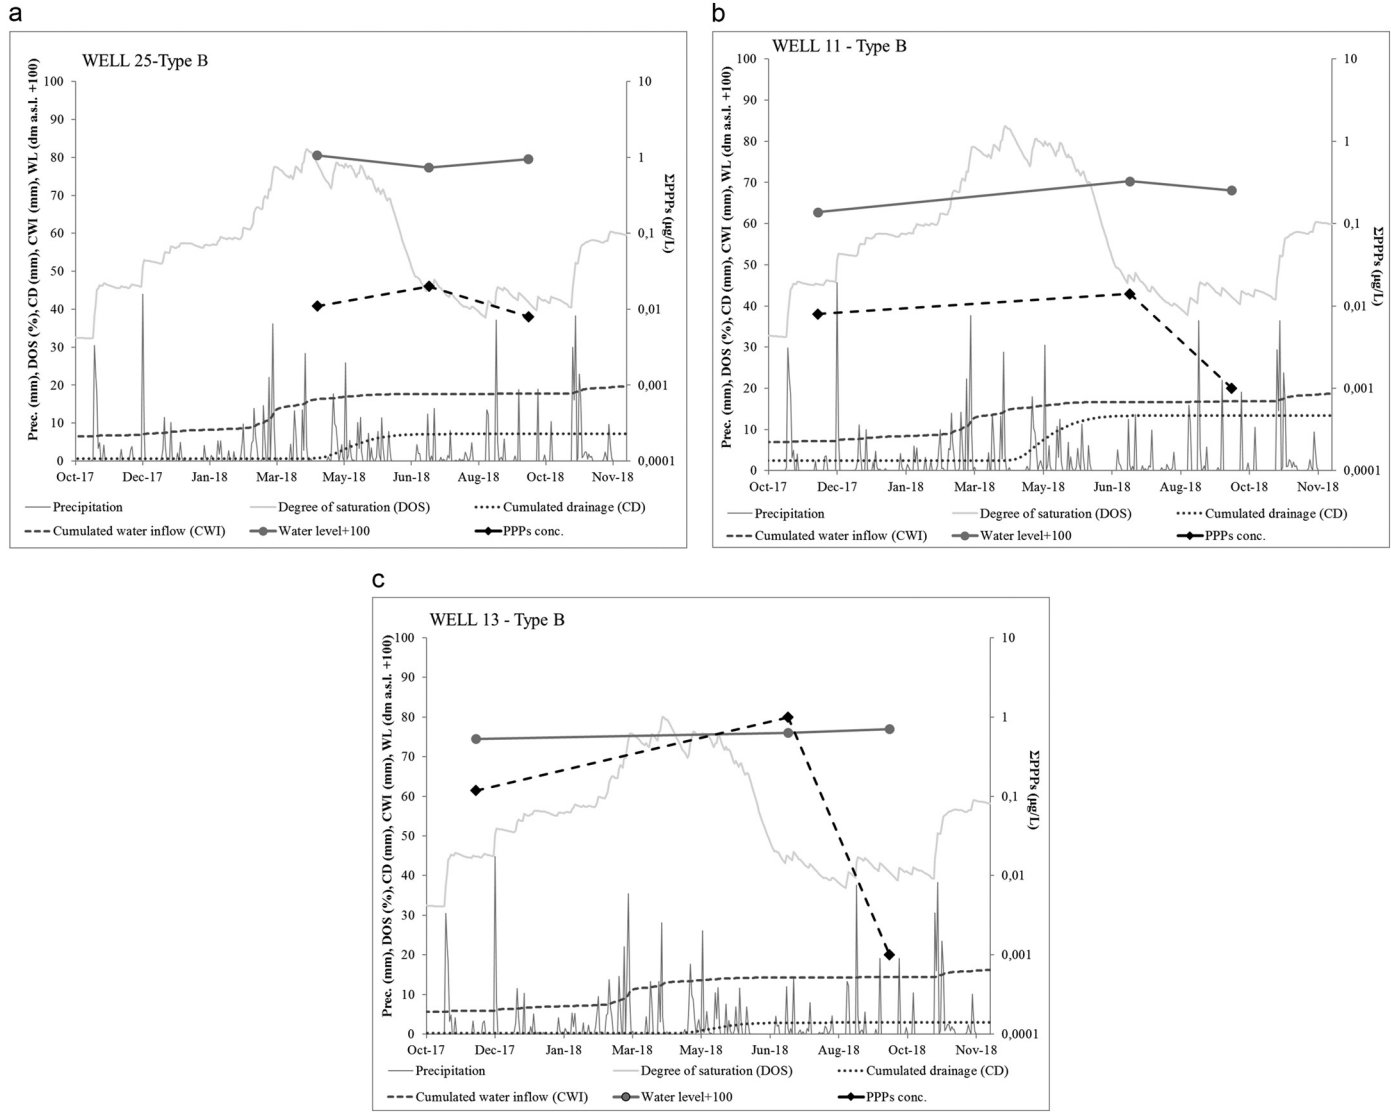 a
WELL 25-Type B
Prec. (mm), DOS (%), CD (mm), CWI (mm), WL (dm a.s.l. +100)
100
90
80
70
60
50
40
30
20
10
0
10
1
0,1
0,01
0,001
0,0001
ΣPPPs (µg/L)
Oct-17 Dec-17 Jan-18 Mar-18 May-18 Jun-18 Aug-18 Oct-18 Nov-18
Precipitation Degree of saturation (DOS) Cumulated drainage (CD)
Cumulated water inflow (CWI) Water level+100 PPPs conc.
b
WELL 11 - Type B
Prec. (mm), DOS (%), CD (mm), CWI (mm), WL (dm a.s.l. +100)
100
90
80
70
60
50
40
30
20
10
0
10
1
0,1
0,01
0,001
0,0001
ΣPPPs (µg/L)
Oct-17 Dec-17 Jan-18 Mar-18 May-18 Jun-18 Aug-18 Oct-18 Nov-18
Precipitation Degree of saturation (DOS) Cumulated drainage (CD)
Cumulated water inflow (CWI) Water level+100 PPPs conc.
c
WELL 13 - Type B
Prec. (mm), DOS (%), CD (mm), CWI (mm), WL (dm a.s.l. +100)
100
90
80
70
60
50
40
30
20
10
0
10
1
0,1
0,01
0,001
0,0001
ΣPPPs (µg/L)
Oct-17 Dec-17 Jan-18 Mar-18 May-18 Jun-18 Aug-18 Oct-18 Nov-18
Precipitation Degree of saturation (DOS) Cumulated drainage (CD)
Cumulated water inflow (CWI) Water level+100 PPPs conc.